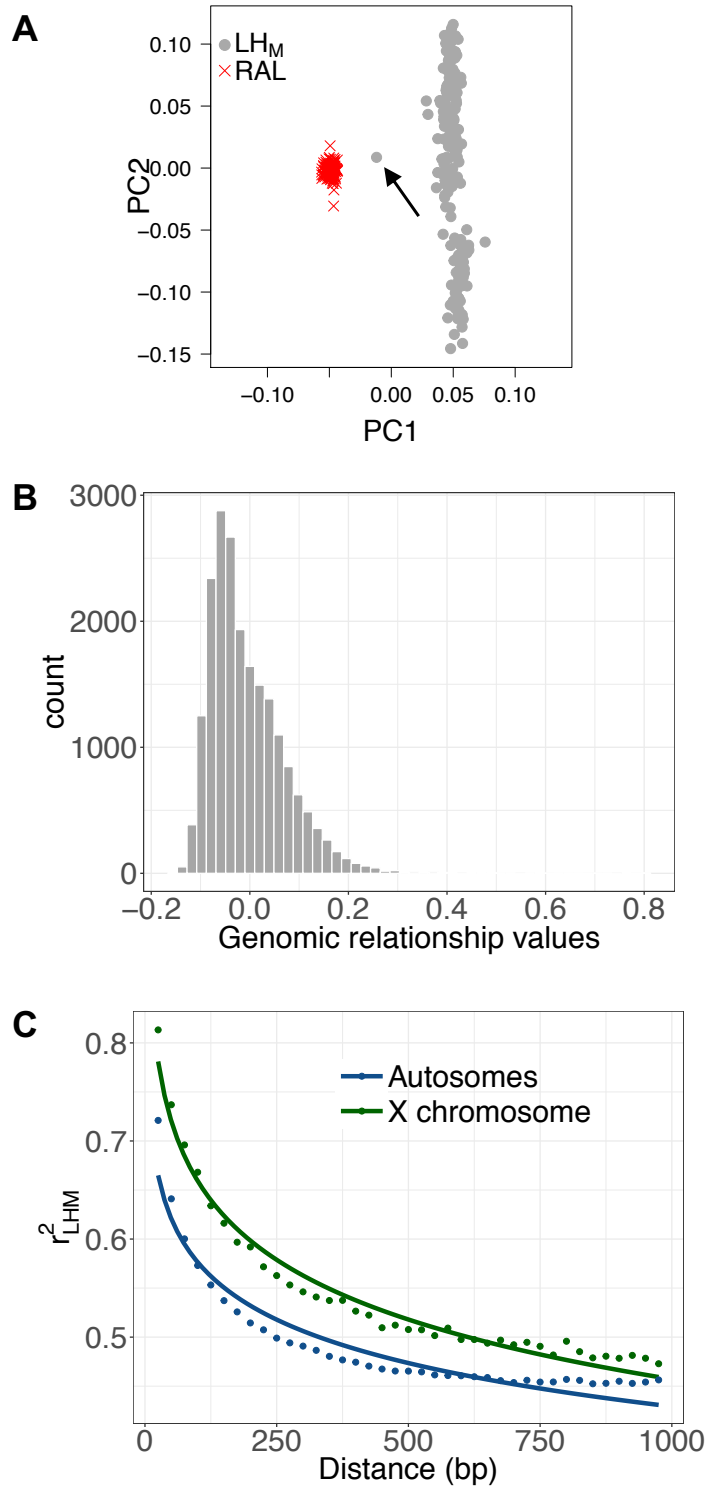 A
LHM
RAL
PC2
0.10
0.05
0.00
−0.05
−0.10
−0.15
−0.10 0.00 0.05 0.10
PC1
B
count
3000
2000
1000
0
−0.2 0.0 0.2 0.4 0.6 0.8
Genomic relationship values
C
r²LHM
0.8
0.7
0.6
0.5
Autosomes
X chromosome
0 250 500 750 1000
Distance (bp)